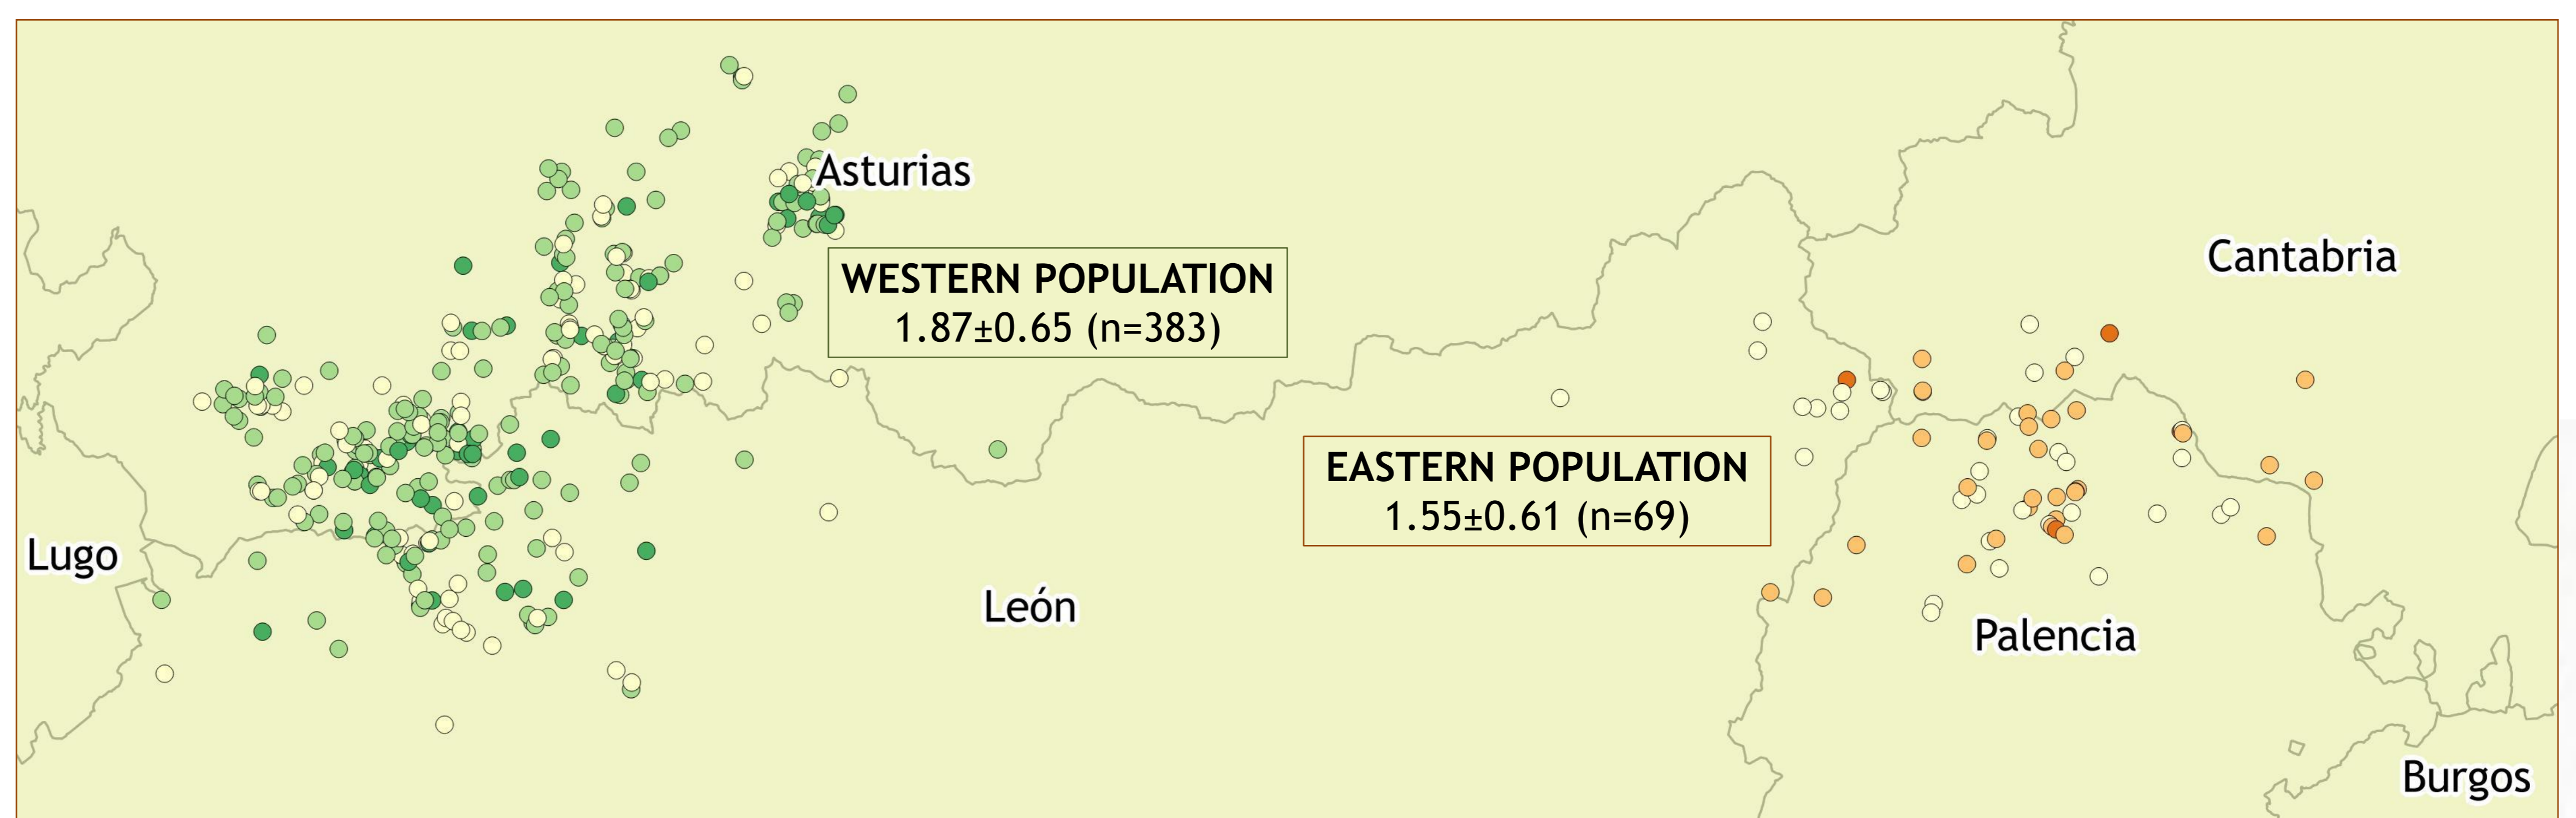 Asturias
WESTERN POPULATION
1.87±0.65 (n=383)
Cantabria
EASTERN POPULATION
1.55±0.61 (n=69)
Lugo
León
Palencia
Burgos